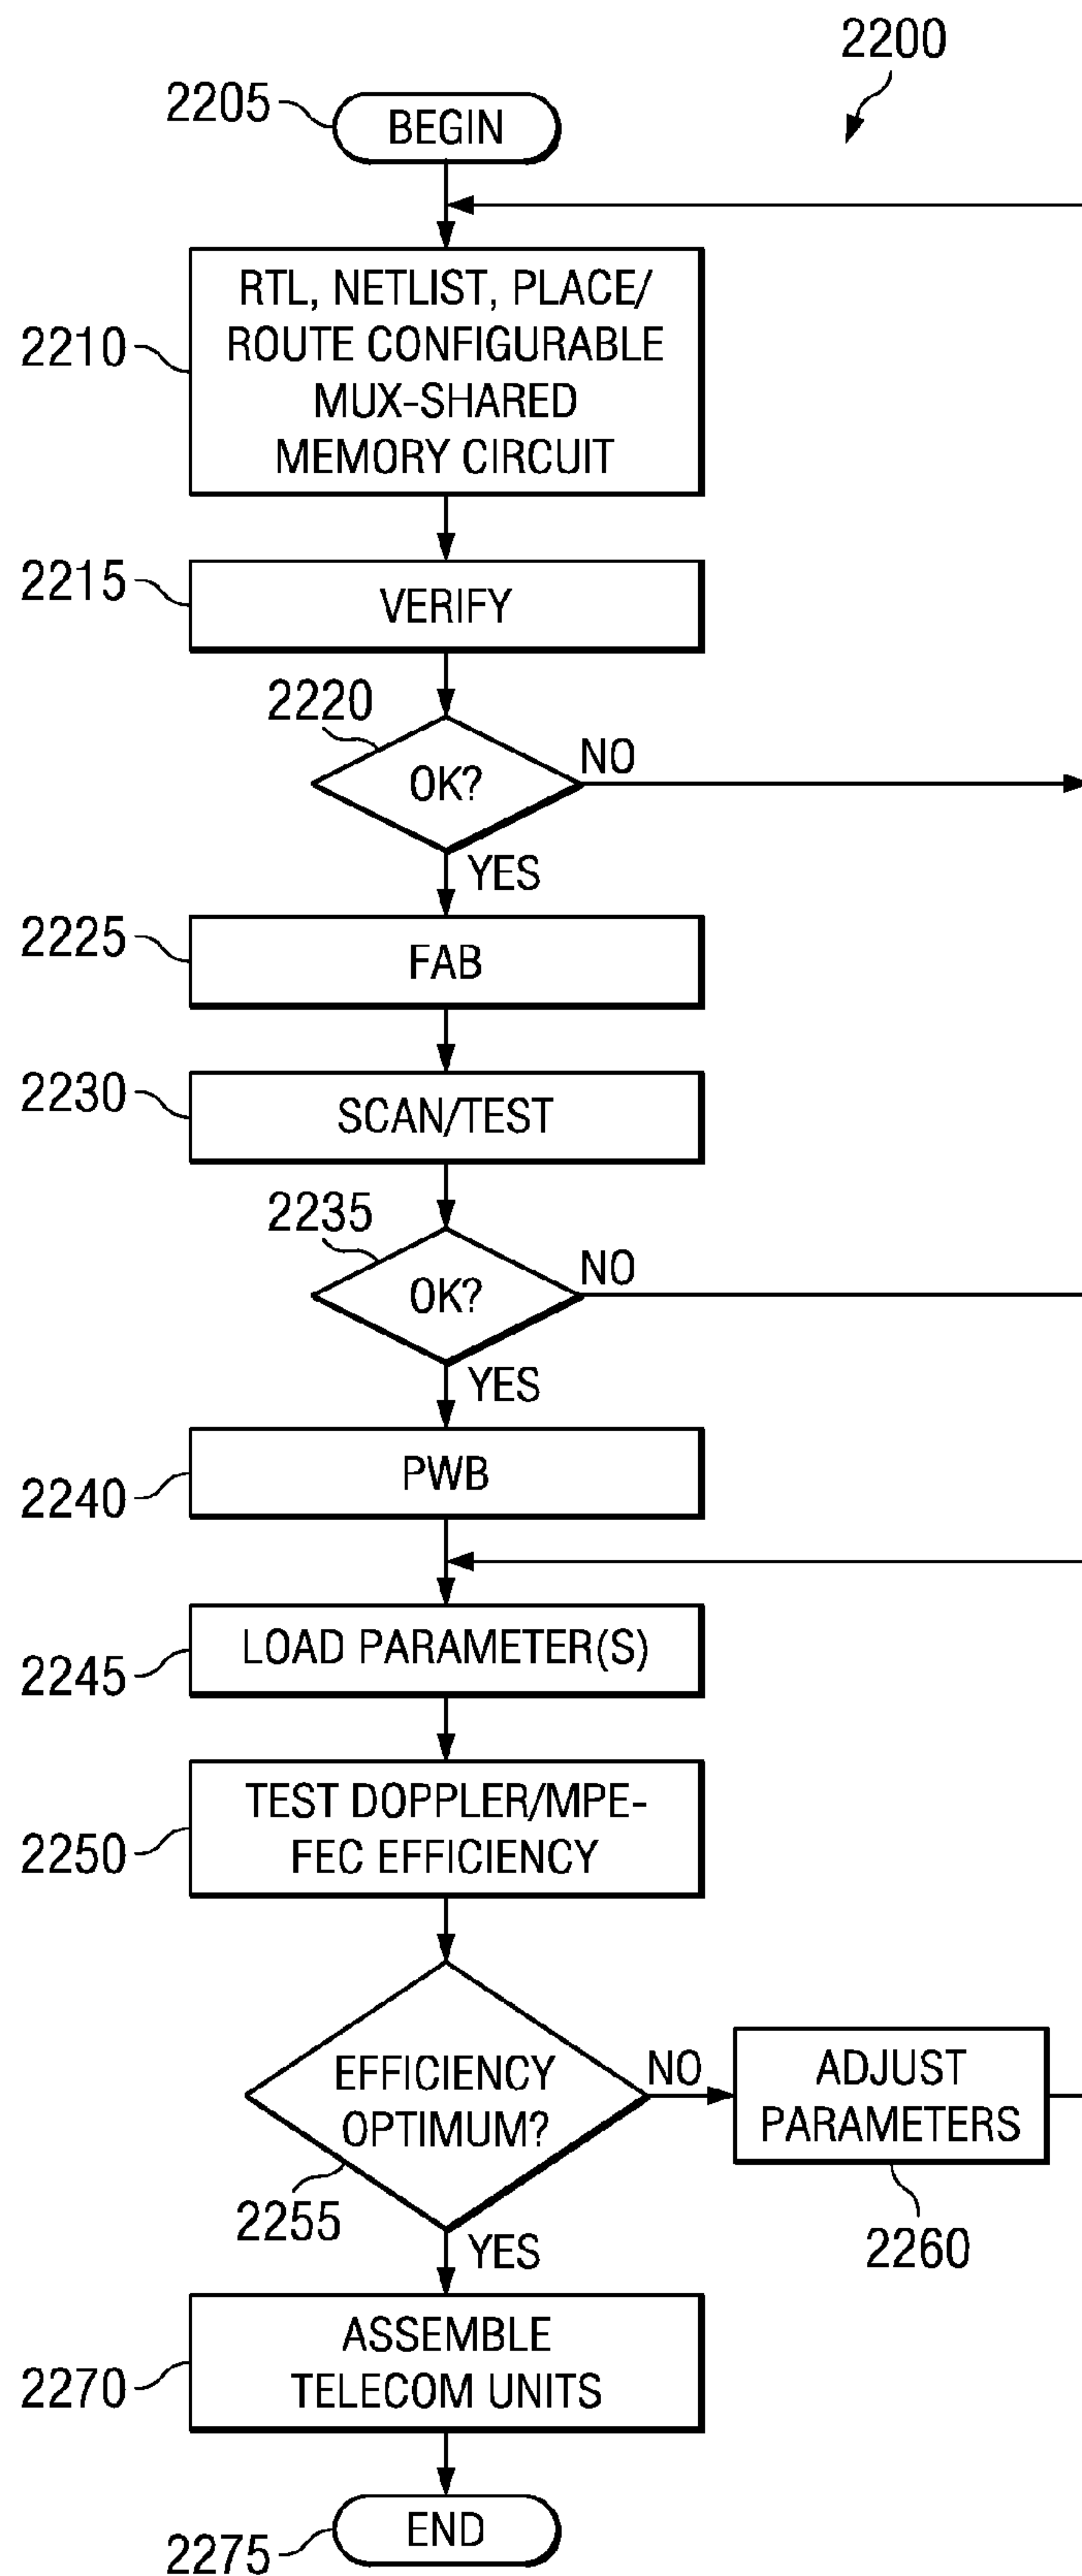 2200
2205
BEGIN
2210
RTL, NETLIST, PLACE/
ROUTE CONFIGURABLE
MUX-SHARED
MEMORY CIRCUIT
2215
VERIFY
2220
OK?
NO
YES
2225
FAB
2230
SCAN/TEST
2235
OK?
NO
YES
2240
PWB
2245
LOAD PARAMETER(S)
2250
TEST DOPPLER/MPE-
FEC EFFICIENCY
EFFICIENCY
OPTIMUM?
2255
NO
ADJUST
PARAMETERS
2260
YES
2270
ASSEMBLE
TELECOM UNITS
2275
END